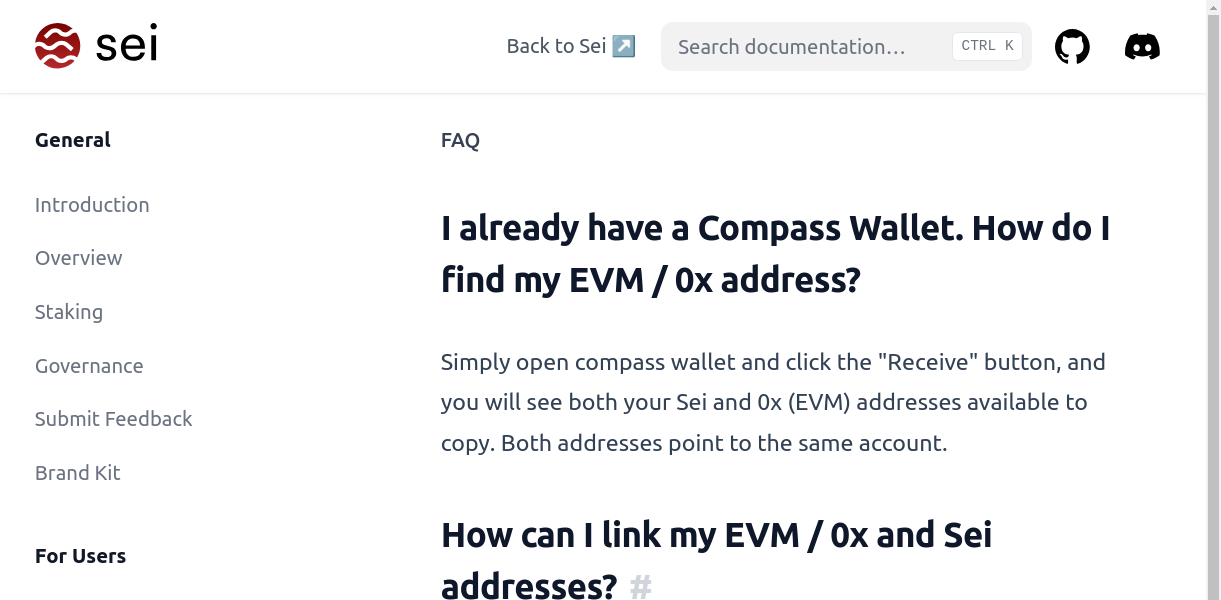 sei
Back to Sei ↗️
Search documentation…
CTRL K
General
Introduction
Overview
Staking
Governance
Submit Feedback
Brand Kit
For Users
FAQ
I already have a Compass Wallet. How do I
find my EVM / 0x address?
Simply open compass wallet and click the "Receive" button, and
you will see both your Sei and 0x (EVM) addresses available to
copy. Both addresses point to the same account.
How can I link my EVM / 0x and Sei
addresses? #